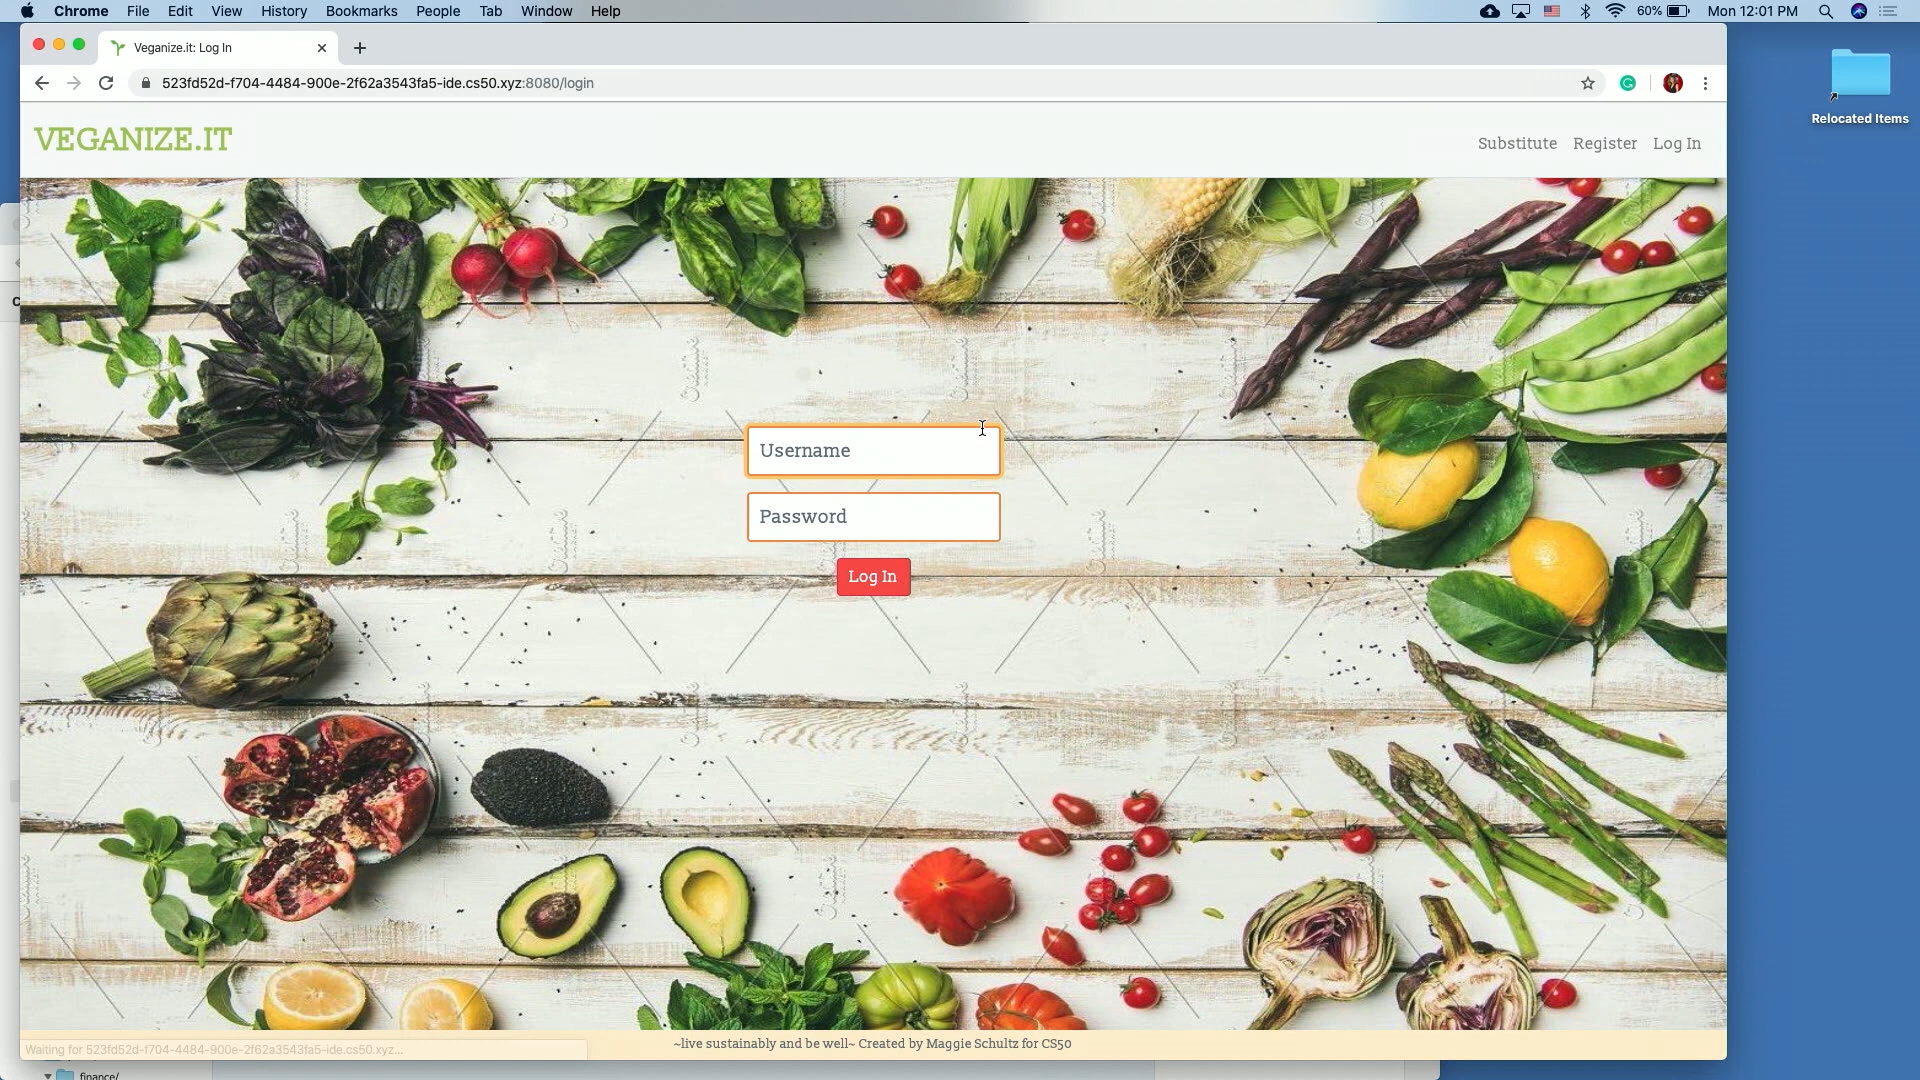 Chrome File Edit View History Bookmarks People Tab Window Help
60% Mon 12:01 PM
Veganize.it: Log In
523fd52d-f704-4484-900e-2f62a3543fa5-ide.cs50.xyz:8080/login
Relocated Items
VEGANIZE.IT
Substitute Register Log In
Username
Password
Log In
~live sustainably and be well~ Created by Maggie Schultz for CS50
Waiting for 523fd52d-f704-4484-900e-2f62a3543fa5-ide.cs50.xyz...
finance/